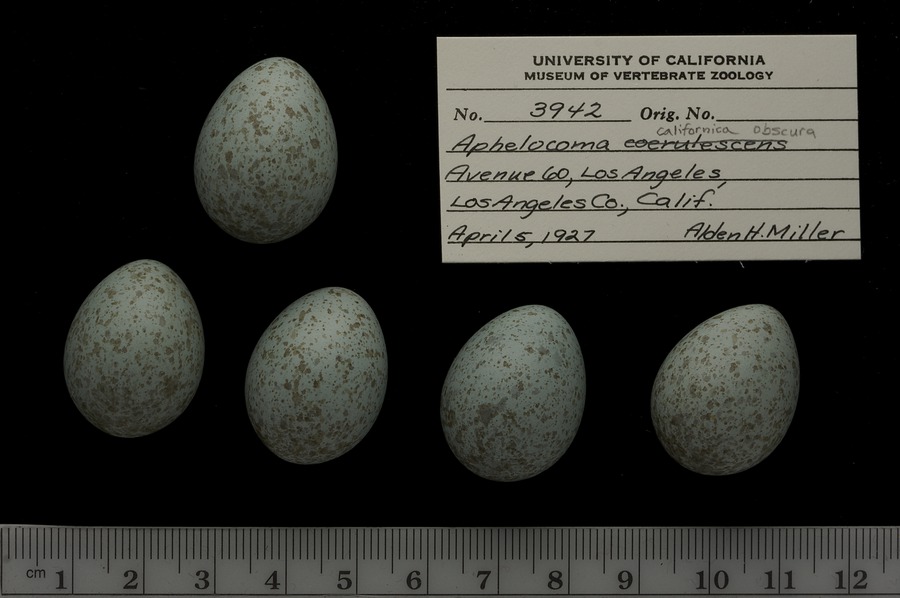 UNIVERSITY OF CALIFORNIA
MUSEUM OF VERTEBRATE ZOOLOGY
No. 3942 Orig. No.
californica obscura
Aphelocoma coerulescens
Avenue 60, Los Angeles,
Los Angeles Co., Calif.
April 5, 1927 Alden H. Miller
cm 1 2 3 4 5 6 7 8 9 10 11 12